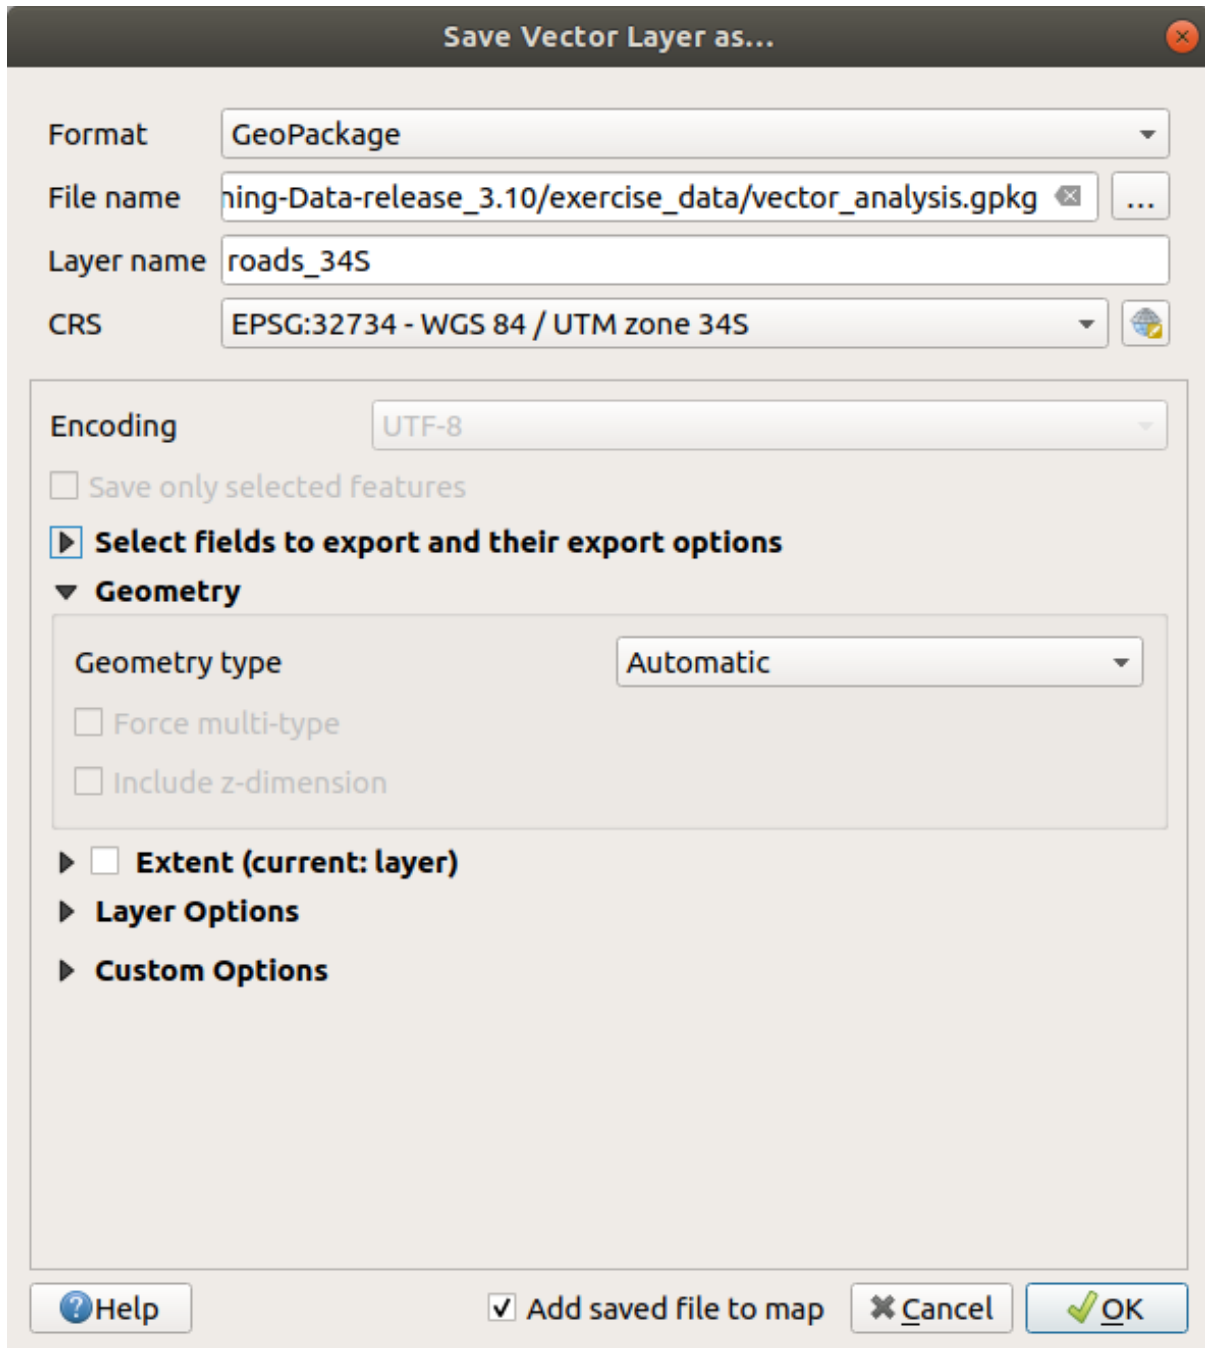 Save Vector Layer as...
Format GeoPackage
File name ning-Data-release_3.10/exercise_data/vector_analysis.gpkg ...
Layer name roads_34S
CRS EPSG:32734 - WGS 84 / UTM zone 34S
Encoding UTF-8
Save only selected features
Select fields to export and their export options
Geometry
Geometry type Automatic
Force multi-type
Include z-dimension
Extent (current: layer)
Layer Options
Custom Options
Help Add saved file to map Cancel OK